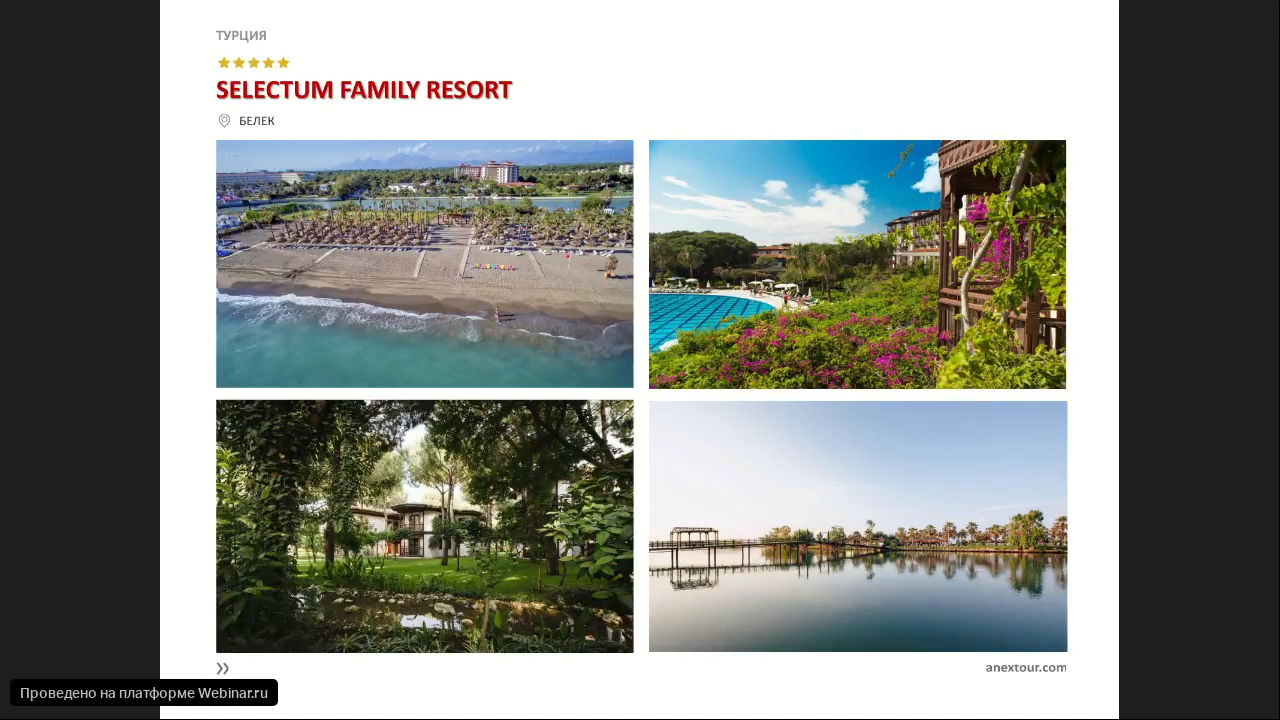 ТУРЦИЯ
SELECTUM FAMILY RESORT
БЕЛЕК
anextour.com
Проведено на платформе Webinar.ru